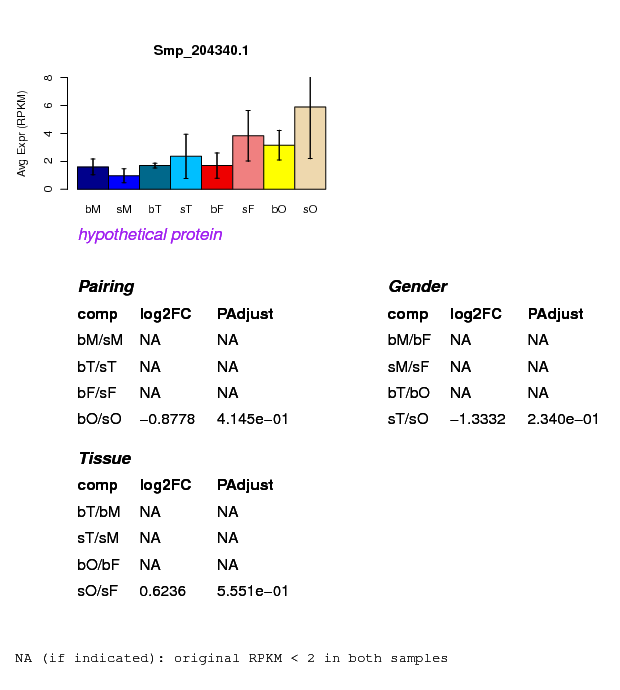 Smp_204340.1
Avg Expr (RPKM)
8
6
4
2
0
bM sM bT sT bF sF bO sO
hypothetical protein
Pairing
comp log2FC PAdjust
bM/sM NA NA
bT/sT NA NA
bF/sF NA NA
bO/sO −0.8778 4.145e−01
Gender
comp log2FC PAdjust
bM/bF NA NA
sM/sF NA NA
bT/bO NA NA
sT/sO −1.3332 2.340e−01
Tissue
comp log2FC PAdjust
bT/bM NA NA
sT/sM NA NA
bO/bF NA NA
sO/sF 0.6236 5.551e−01
NA (if indicated): original RPKM < 2 in both samples